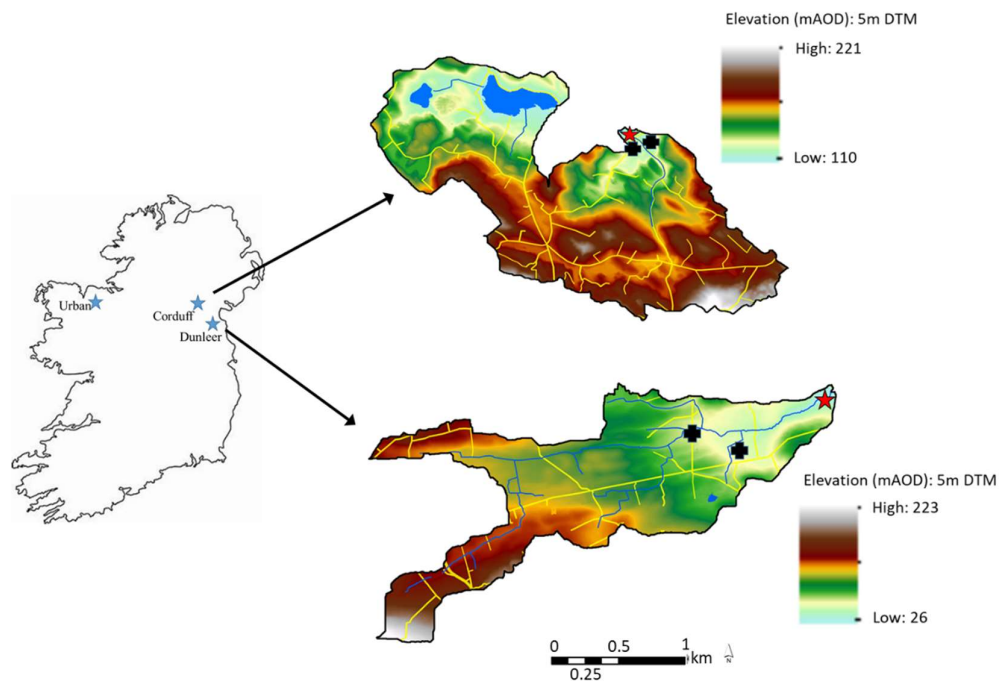 Elevation (mAOD): 5m DTM
High: 221
Low: 110
Urban
Corduff
Dunleer
Elevation (mAOD): 5m DTM
High: 223
Low: 26
0 0.5 1
km
0.25
N